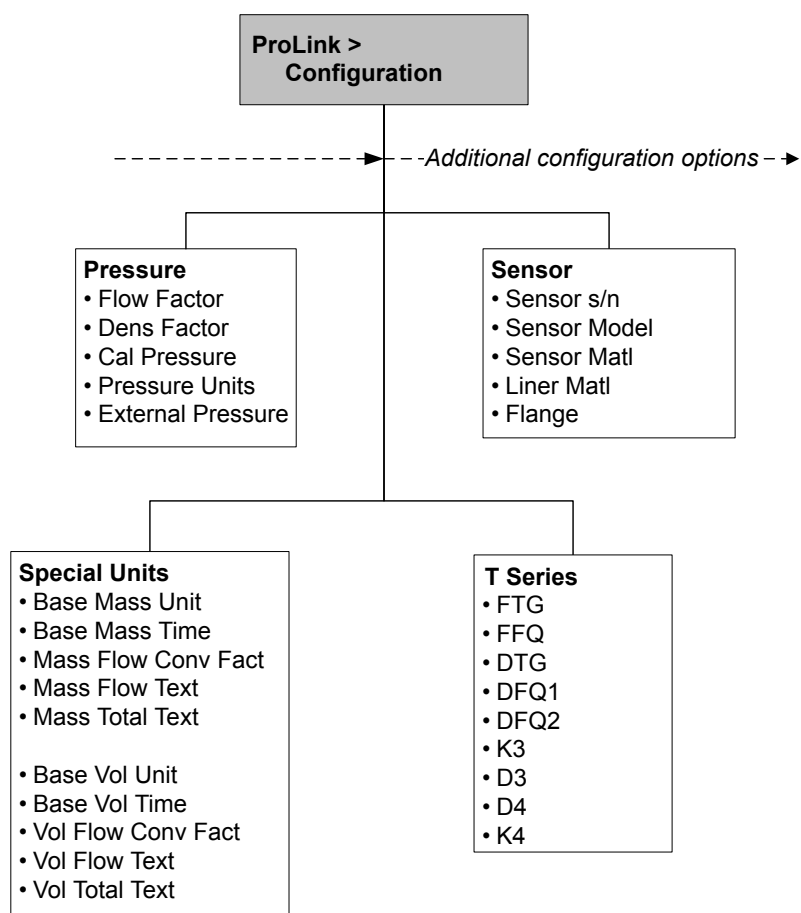 ProLink >
Configuration
Additional configuration options
Pressure
• Flow Factor
• Dens Factor
• Cal Pressure
• Pressure Units
• External Pressure
Sensor
• Sensor s/n
• Sensor Model
• Sensor Matl
• Liner Matl
• Flange
Special Units
• Base Mass Unit
• Base Mass Time
• Mass Flow Conv Fact
• Mass Flow Text
• Mass Total Text
• Base Vol Unit
• Base Vol Time
• Vol Flow Conv Fact
• Vol Flow Text
• Vol Total Text
T Series
• FTG
• FFQ
• DTG
• DFQ1
• DFQ2
• K3
• D3
• D4
• K4